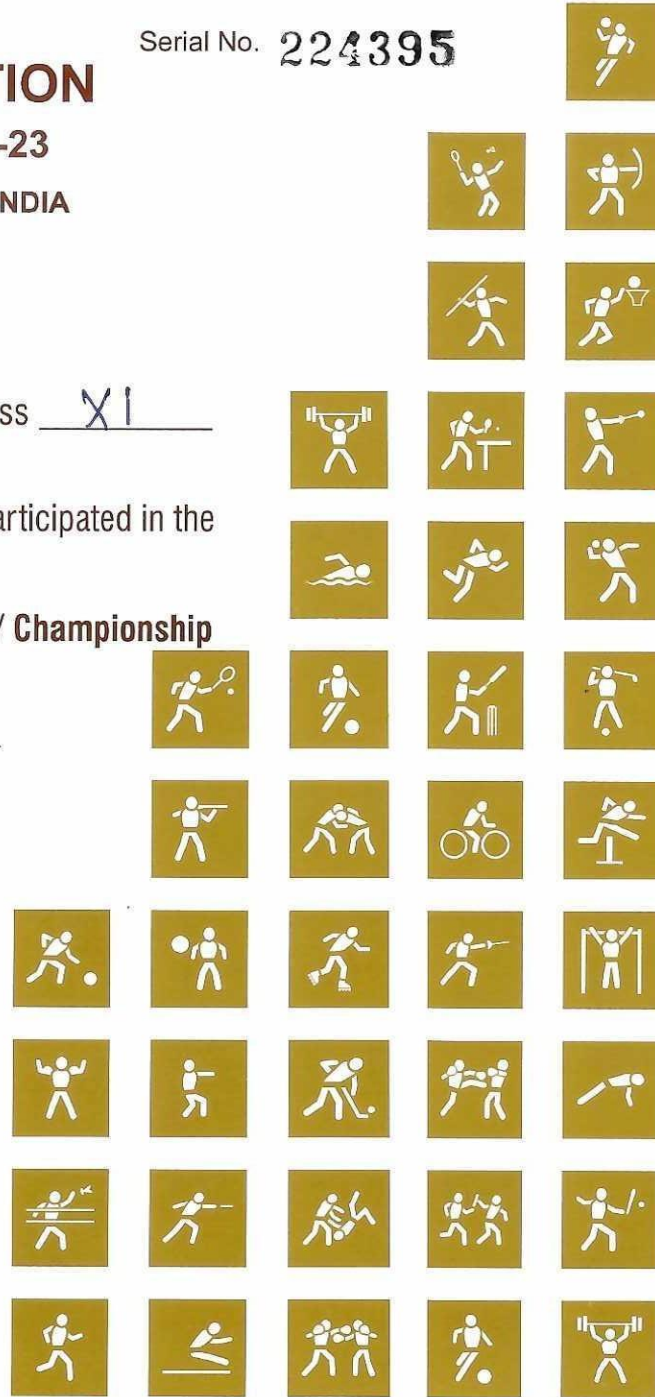 Serial No. 224395
TION
-23
NDIA
ss XI
articipated in the
/ Championship